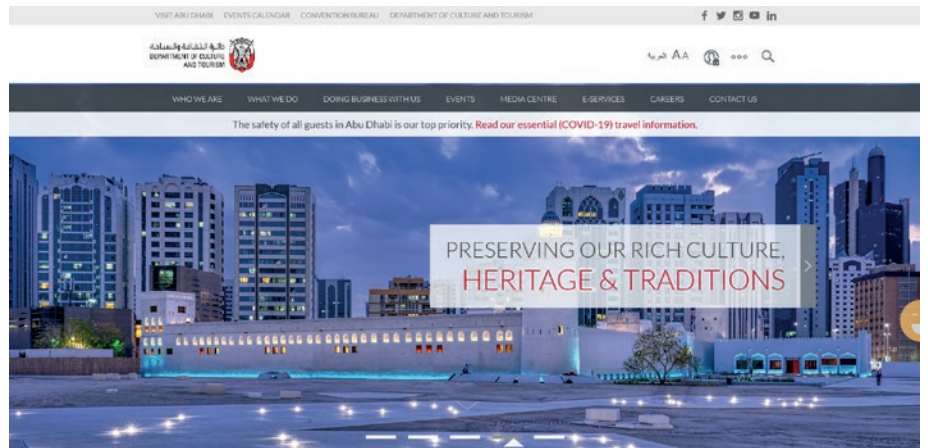 VISIT ABU DHABI EVENTS CALENDAR CONVENTION BUREAU DEPARTMENT OF CULTURE AND TOURISM
دائرة الثقافة والسياحة
DEPARTMENT OF CULTURE
AND TOURISM
العربية AA
WHO WE ARE WHAT WE DO DOING BUSINESS WITH US EVENTS MEDIA CENTRE E-SERVICES CAREERS CONTACT US
The safety of all guests in Abu Dhabi is our top priority. Read our essential (COVID-19) travel information.
PRESERVING OUR RICH CULTURE,
HERITAGE & TRADITIONS